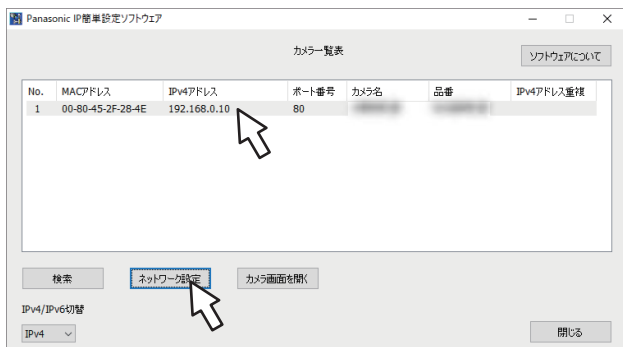 Panasonic IP簡単設定ソフトウェア
カメラ一覧表
ソフトウェアについて
No. MACアドレス IPv4アドレス ポート番号 カメラ名 品番 IPv4アドレス重複
1 00-80-45-2F-28-4E 192.168.0.10 80
検索 ネットワーク設定 カメラ画面を開く
IPv4/IPv6切替
IPv4 閉じる